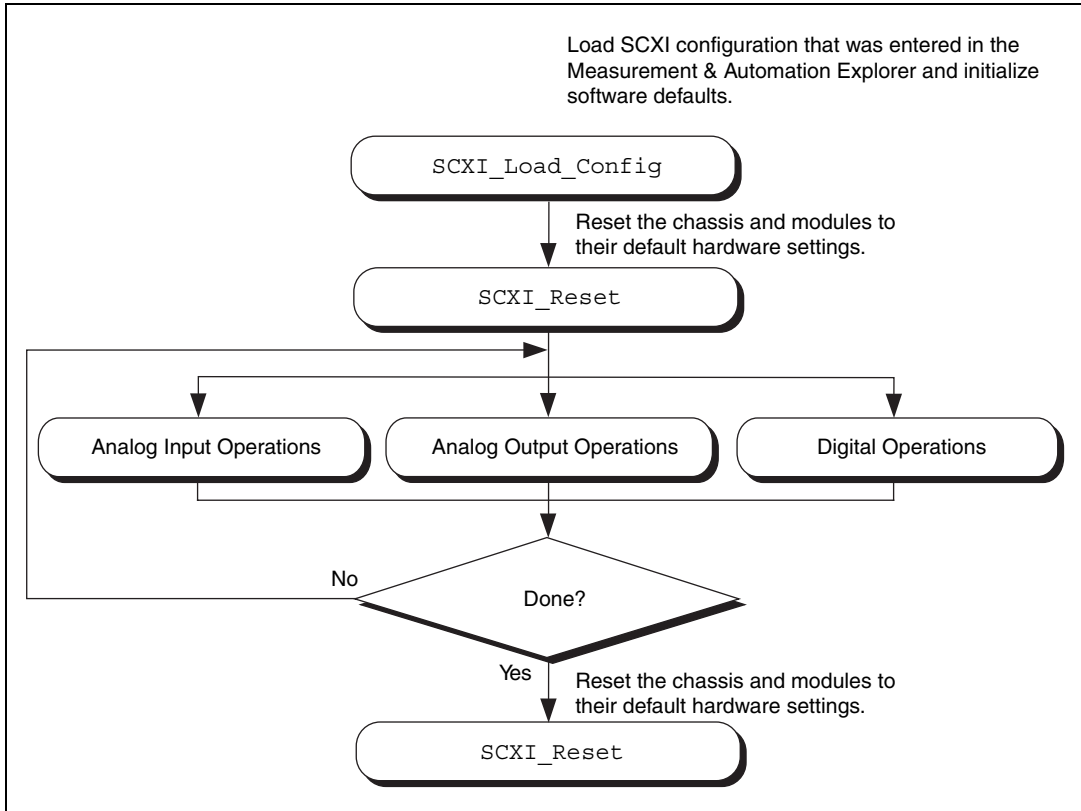 Load SCXI configuration that was entered in the
Measurement & Automation Explorer and initialize
software defaults.
SCXI_Load_Config
Reset the chassis and modules to
their default hardware settings.
SCXI_Reset
Analog Input Operations
Analog Output Operations
Digital Operations
No
Done?
Yes
Reset the chassis and modules to
their default hardware settings.
SCXI_Reset